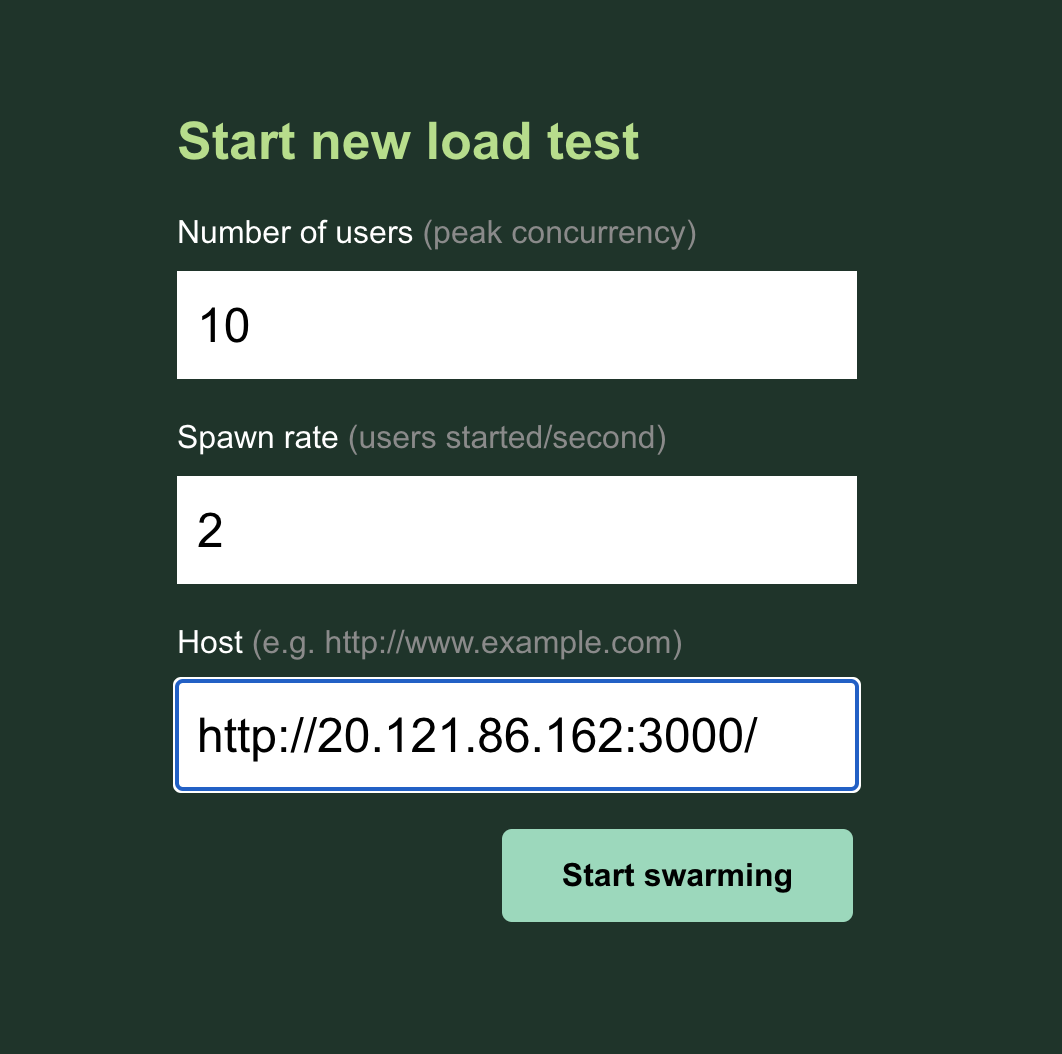 Start new load test
Number of users (peak concurrency)
10
Spawn rate (users started/second)
2
Host (e.g. http://www.example.com)
http://20.121.86.162:3000/
Start swarming